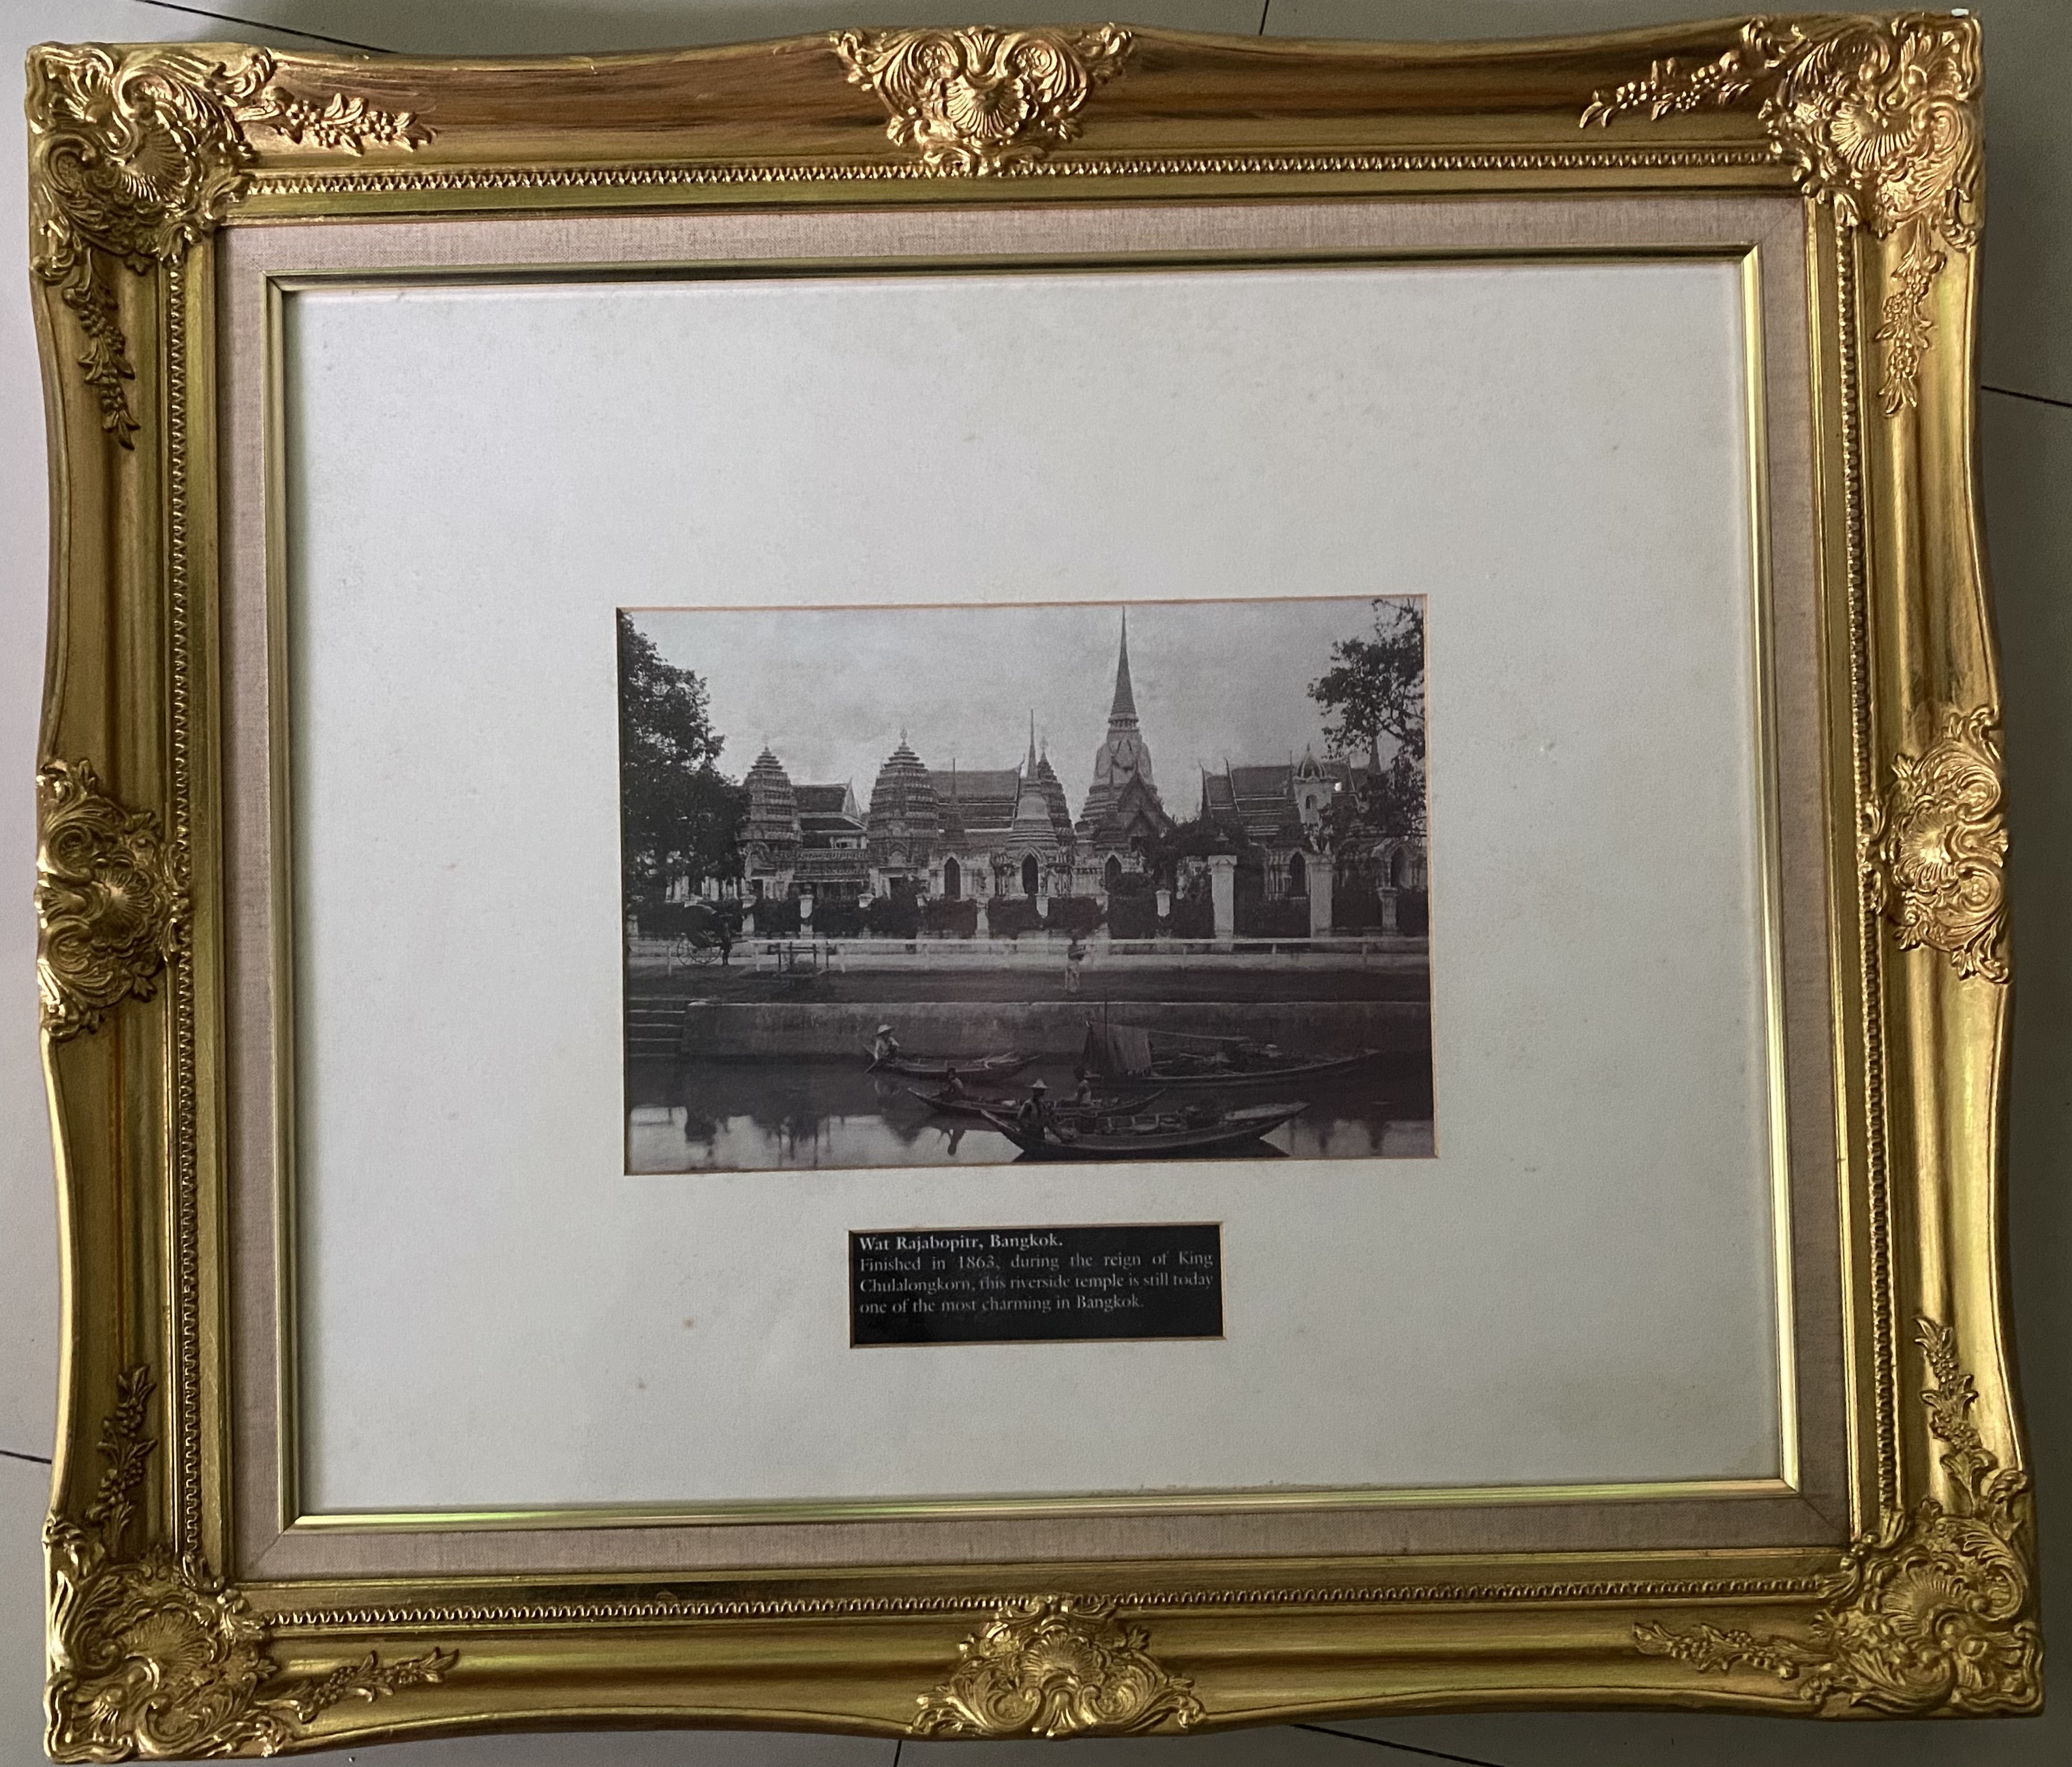 Wat Rajabopitr, Bangkok.
Finished in 1863, during the reign of King
Chulalongkorn, this riverside temple is still today
one of the most charming in Bangkok.